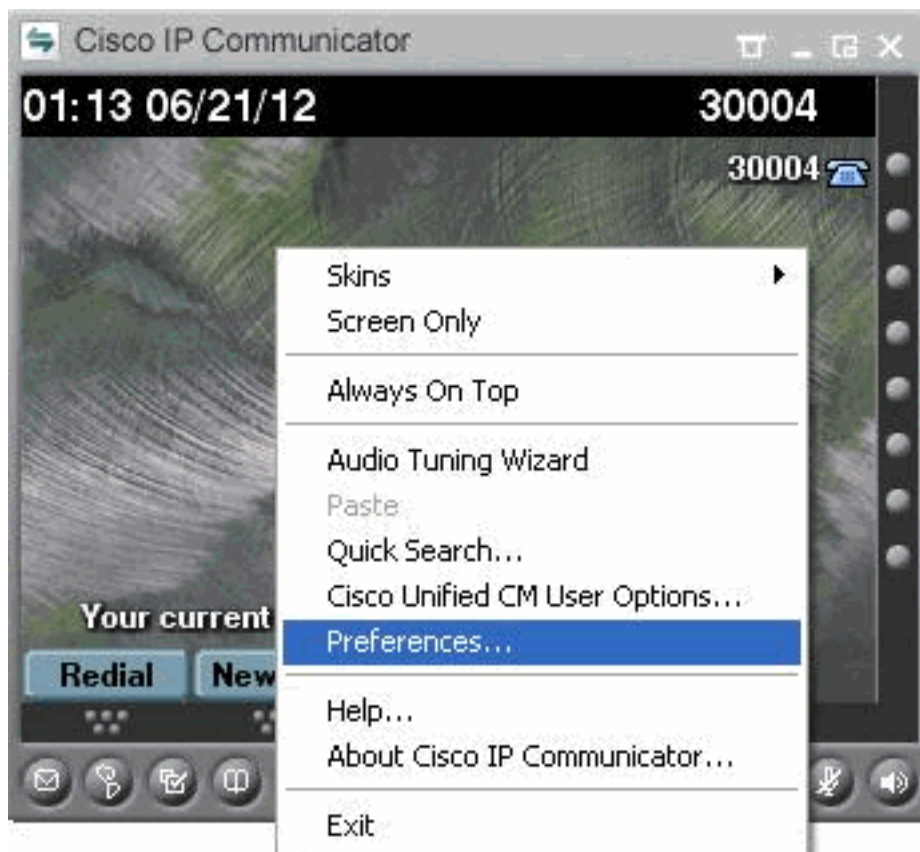 Cisco IP Communicator
01:13 06/21/12 30004
30004
Skins
Screen Only
Always On Top
Audio Tuning Wizard
Paste
Quick Search...
Cisco Unified CM User Options...
Your current
Preferences...
Redial New
Help...
About Cisco IP Communicator...
Exit